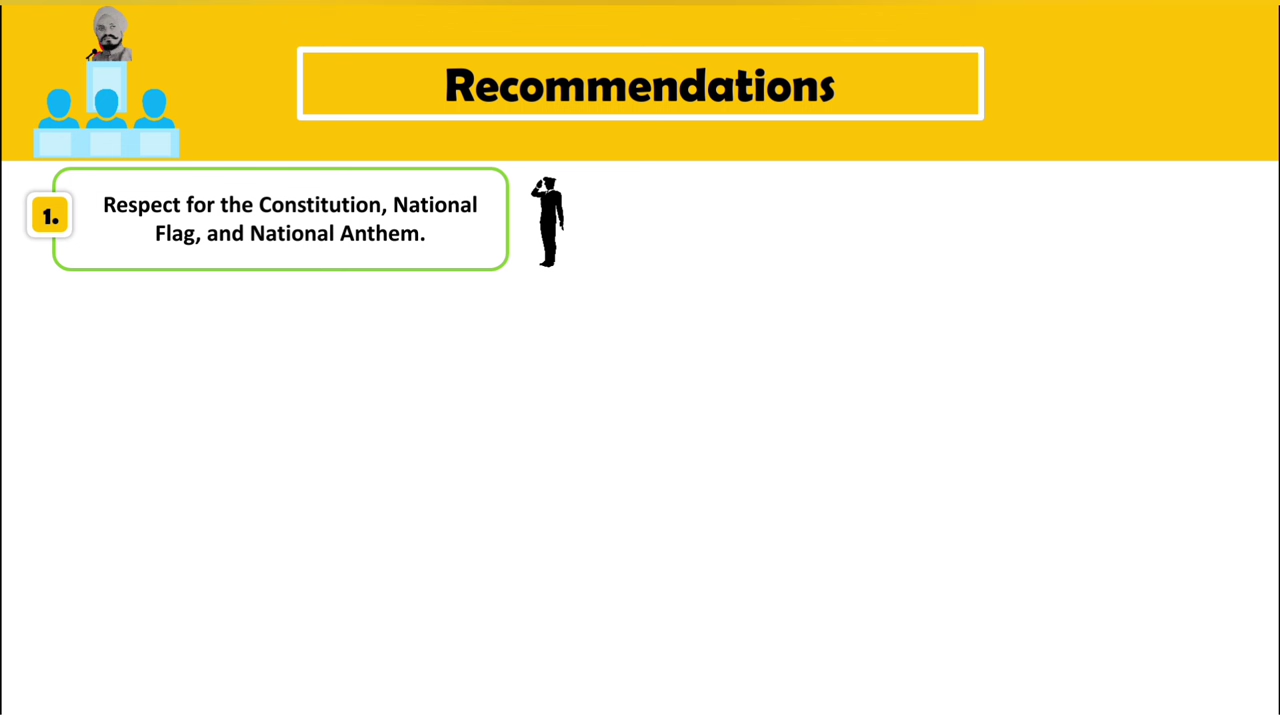 Recommendations
1.
Respect for the Constitution, National
Flag, and National Anthem.